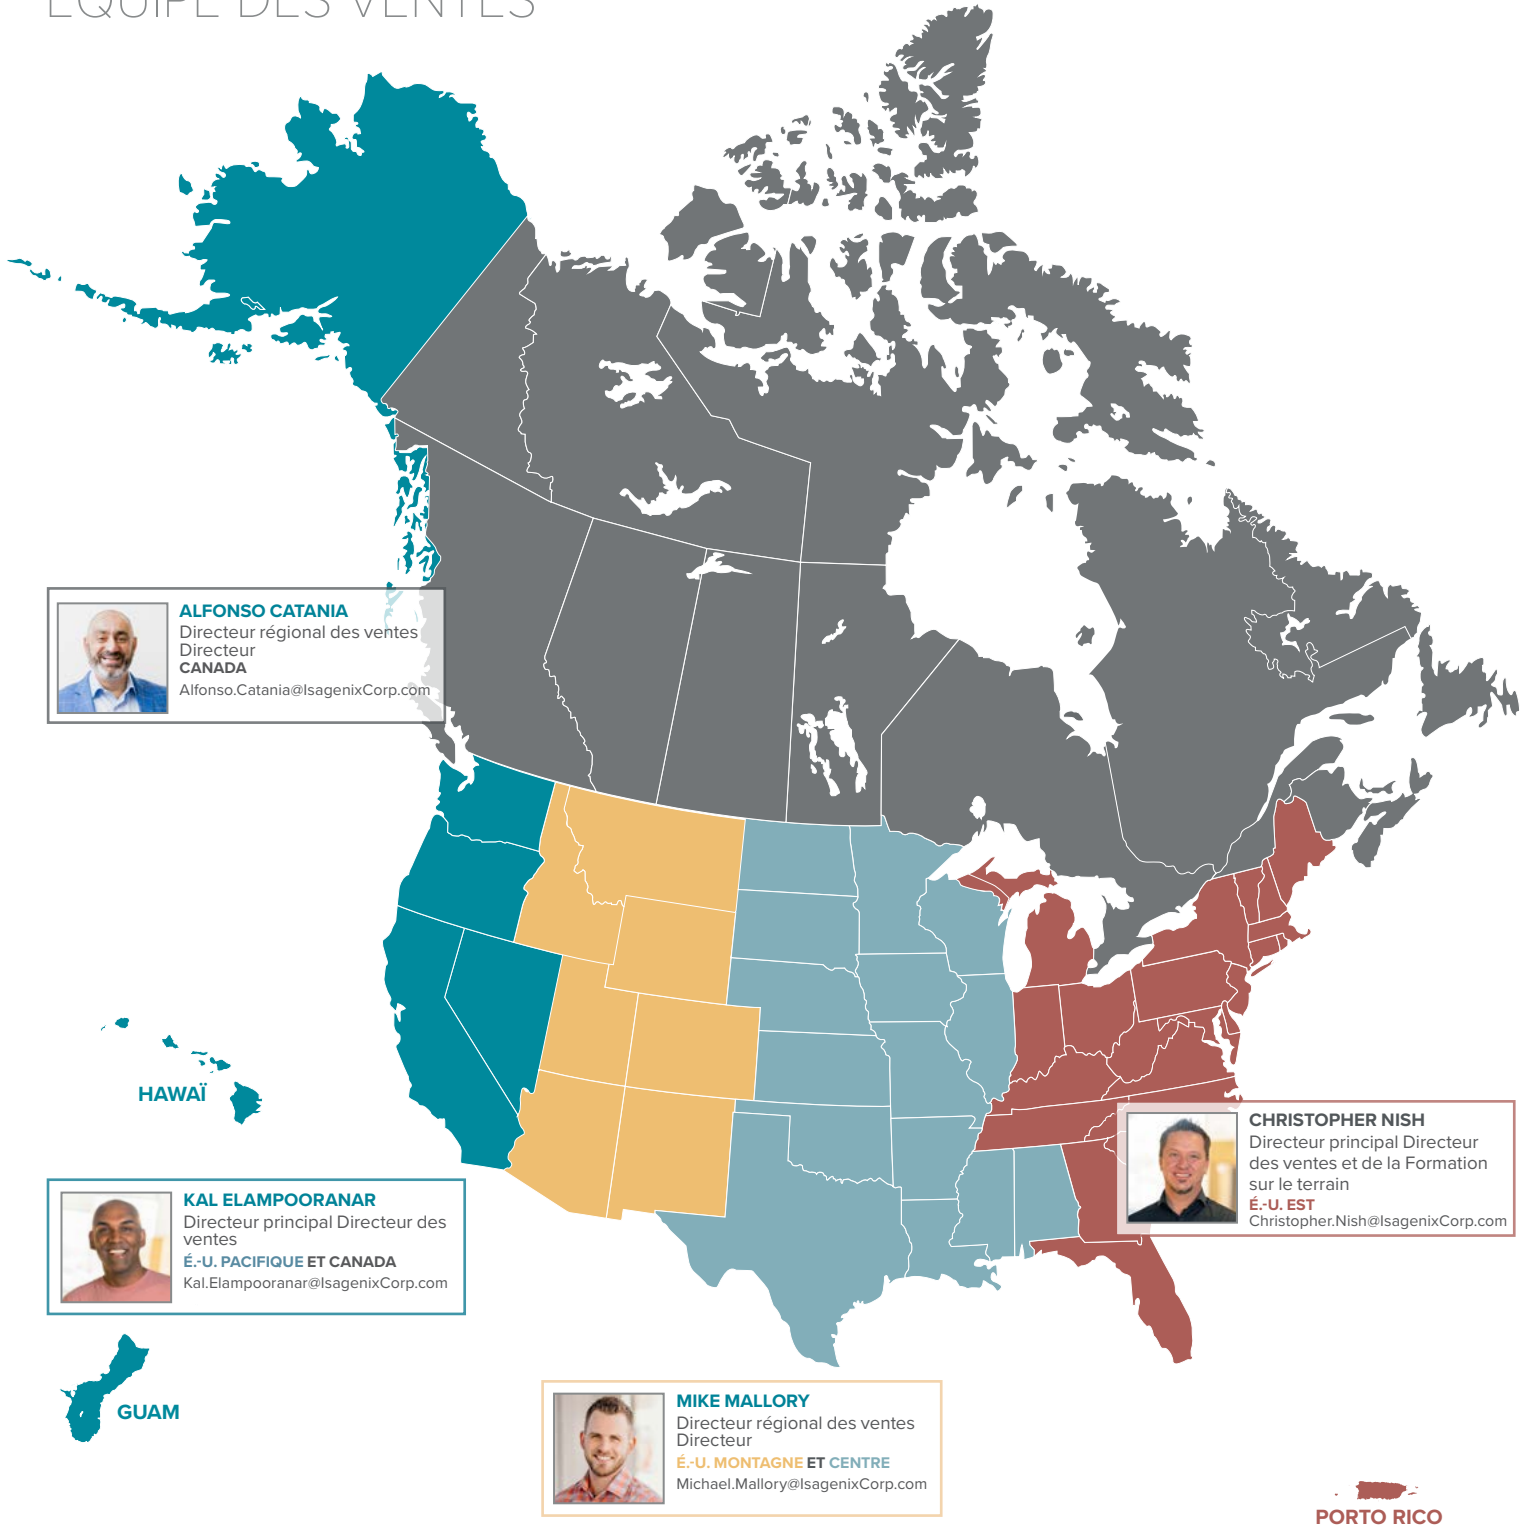 ÉQUIPE DES VENTES
ALFONSO CATANIA
Directeur régional des ventes
Directeur
CANADA
Alfonso.Catania@IsagenixCorp.com
HAWAÏ
CHRISTOPHER NISH
Directeur principal Directeur
des ventes et de la Formation
sur le terrain
É.-U. EST
Christopher.Nish@IsagenixCorp.com
KAL ELAMPOORANAR
Directeur principal Directeur des
ventes
É.-U. PACIFIQUE ET CANADA
Kal.Elampooranar@IsagenixCorp.com
GUAM
MIKE MALLORY
Directeur régional des ventes
Directeur
É.-U. MONTAGNE ET CENTRE
Michael.Mallory@IsagenixCorp.com
PORTO RICO